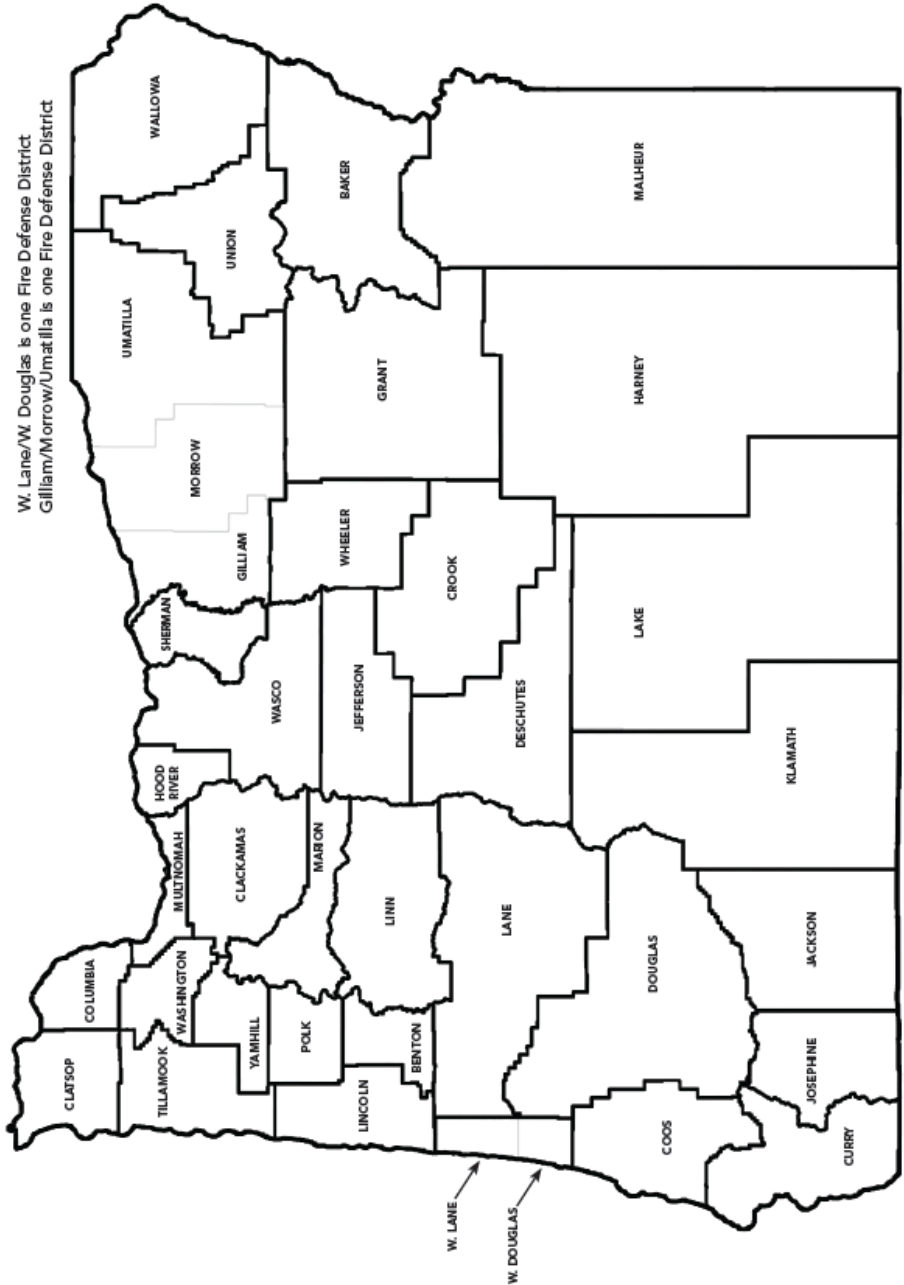 W. Lane/W. Douglas is one Fire Defense District
Gilliam/Morrow/Umatilla is one Fire Defense District
CLATSOP
COLUMBIA
TILLAMOOK
WASHINGTON
MULTNOMAH
HOOD
RIVER
SHERMAN
GILLIAM
MORROW
UMATILLA
WALLOWA
UNION
YAMHILL
CLACKAMAS
WASCO
POLK
MARION
LINCOLN
BENTON
LINN
JEFFERSON
WHEELER
GRANT
BAKER
W. LANE
LANE
CROOK
DESCHUTES
W. DOUGLAS
DOUGLAS
COOS
LAKE
HARNEY
MALHEUR
CURRY
JOSEPHINE
JACKSON
KLAMATH